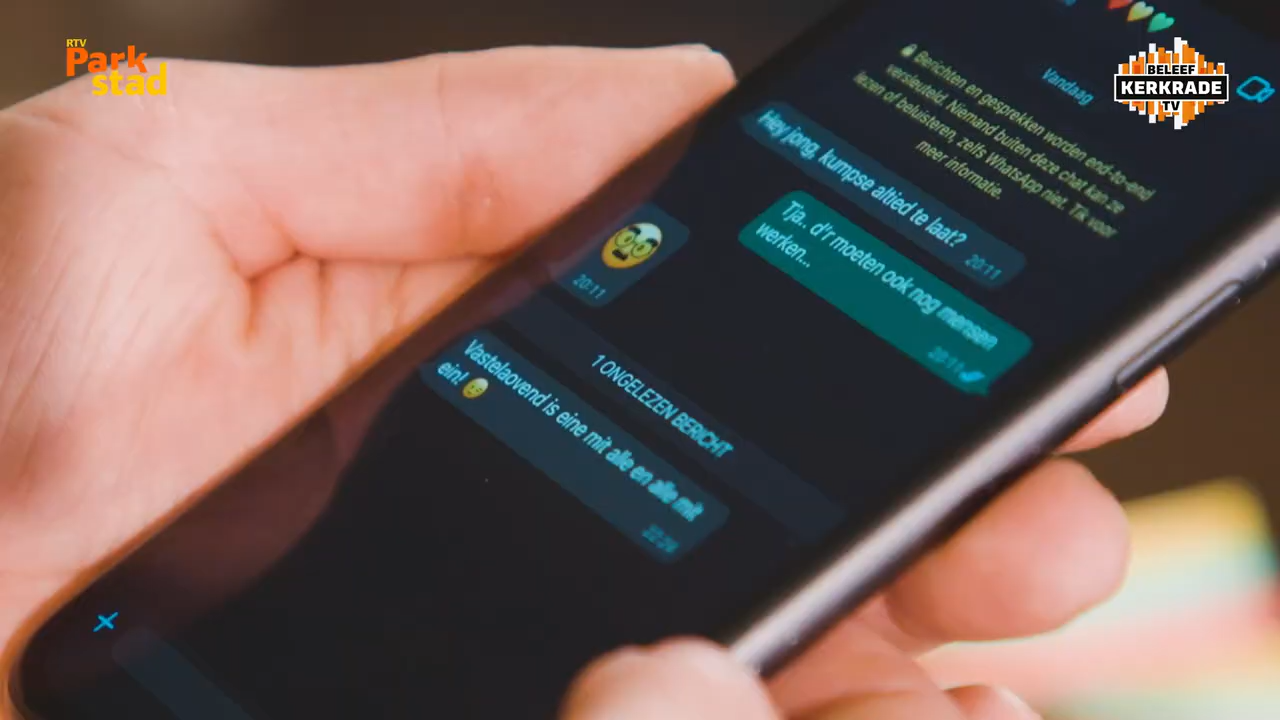 RTV
Park
stad
BELEEF
KERKRADE
TV
Vandaag
Berichten en gesprekken worden end-to-end
versleuteld. Niemand buiten deze chat kan ze
lezen of beluisteren, zelfs WhatsApp niet. Tik voor
meer informatie.
Hey jong, kumpse altied te laat?
20:11
Tja.. d'r moeten ook nog mensen
werken...
20:11
20:11
1 ONGELEZEN BERICHT
Vastelaovend is eine mit alle en alle mit
ein!